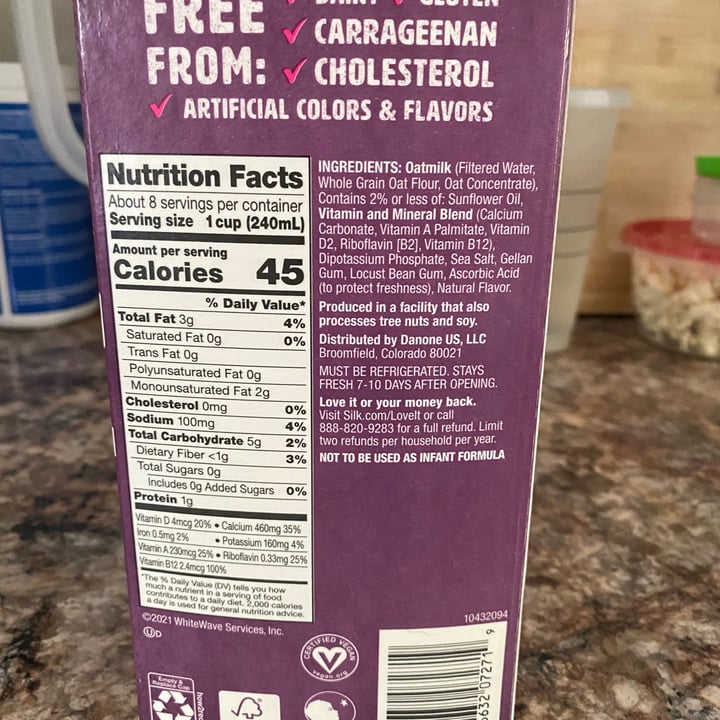 FREE
FROM:
✓ DAIRY ✓ GLUTEN
✓ CARRAGEENAN
✓ CHOLESTEROL
✓ ARTIFICIAL COLORS & FLAVORS
Nutrition Facts
About 8 servings per container
Serving size 1 cup (240mL)
Amount per serving
Calories 45
% Daily Value*
Total Fat 3g 4%
Saturated Fat 0g 0%
Trans Fat 0g
Polyunsaturated Fat 0g
Monounsaturated Fat 2g
Cholesterol 0mg 0%
Sodium 100mg 4%
Total Carbohydrate 5g 2%
Dietary Fiber <1g 3%
Total Sugars 0g
Includes 0g Added Sugars 0%
Protein 1g
Vitamin D 4mcg 20% • Calcium 460mg 35%
Iron 0.5mg 2% • Potassium 160mg 4%
Vitamin A 230mcg 25% • Riboflavin 0.33mg 25%
Vitamin B12 2.4mcg 100%
*The % Daily Value (DV) tells you how
much a nutrient in a serving of food
contributes to a daily diet. 2,000 calories
a day is used for general nutrition advice.
©2021 WhiteWave Services, Inc.
UD
INGREDIENTS: Oatmilk (Filtered Water,
Whole Grain Oat Flour, Oat Concentrate),
Contains 2% or less of: Sunflower Oil,
Vitamin and Mineral Blend (Calcium
Carbonate, Vitamin A Palmitate, Vitamin
D2, Riboflavin [B2], Vitamin B12),
Dipotassium Phosphate, Sea Salt, Gellan
Gum, Locust Bean Gum, Ascorbic Acid
(to protect freshness), Natural Flavor.
Produced in a facility that also
processes tree nuts and soy.
Distributed by Danone US, LLC
Broomfield, Colorado 80021
MUST BE REFRIGERATED. STAYS
FRESH 7-10 DAYS AFTER OPENING.
Love it or your money back.
Visit Silk.com/LoveIt or call
888-820-9283 for a full refund. Limit
two refunds per household per year.
NOT TO BE USED AS INFANT FORMULA
10432094
CERTIFIED VEGAN
vegan.org
Empty &
Replace Cap